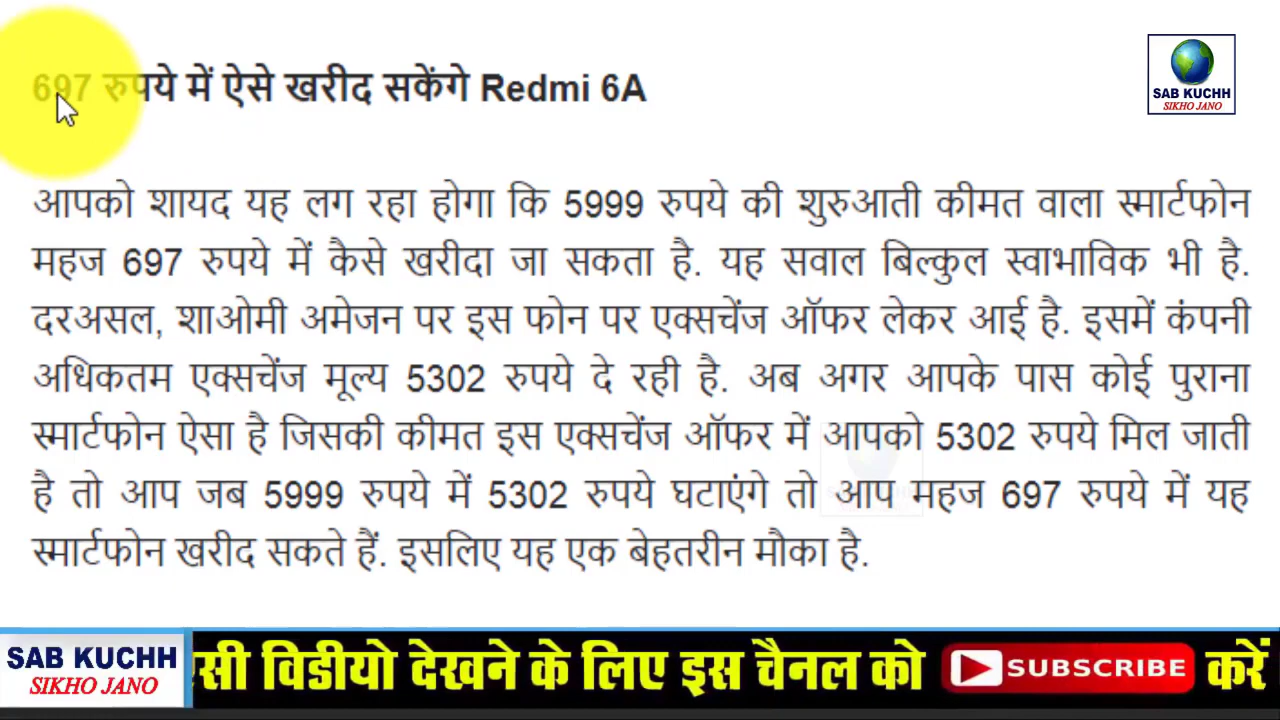 697 रुपये में ऐसे खरीद सकेंगे Redmi 6A
SAB KUCHH
SIKHO JANO
आपको शायद यह लग रहा होगा कि 5999 रुपये की शुरुआती कीमत वाला स्मार्टफोन
महज 697 रुपये में कैसे खरीदा जा सकता है. यह सवाल बिल्कुल स्वाभाविक भी है.
दरअसल, शाओमी अमेजन पर इस फोन पर एक्सचेंज ऑफर लेकर आई है. इसमें कंपनी
अधिकतम एक्सचेंज मूल्य 5302 रुपये दे रही है. अब अगर आपके पास कोई पुराना
स्मार्टफोन ऐसा है जिसकी कीमत इस एक्सचेंज ऑफर में आपको 5302 रुपये मिल जाती
है तो आप जब 5999 रुपये में 5302 रुपये घटाएंगे तो आप महज 697 रुपये में यह
स्मार्टफोन खरीद सकते हैं. इसलिए यह एक बेहतरीन मौका है.
SAB KUCHH
SIKHO JANO
सी विडीयो देखने के लिए इस चैनल को SUBSCRIBE करें